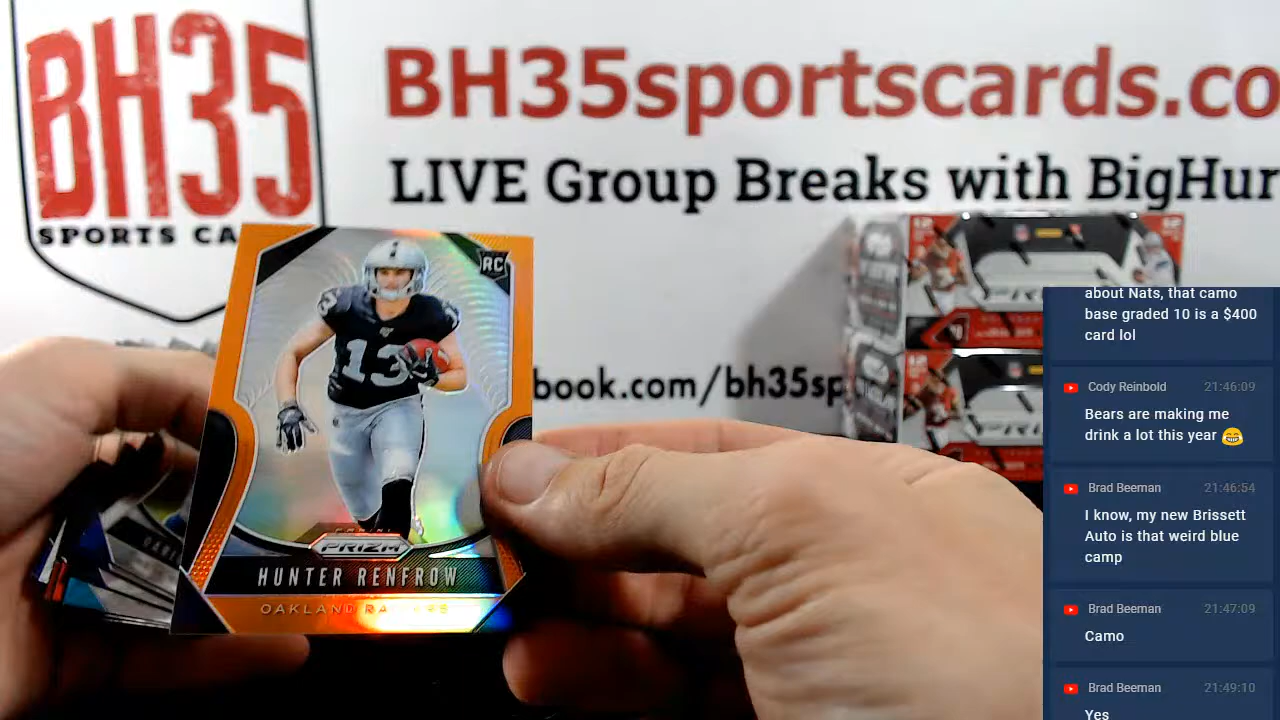 BH35
SPORTS CA
BH35sportscards.co
LIVE Group Breaks with BigHur
book.com/bh35sp
RC
13
PANINI
PRIZM
HUNTER RENFROW
OAKLAND RAIDERS
about Nats, that camo
base graded 10 is a $400
card lol
Cody Reinbold 21:46:09
Bears are making me
drink a lot this year 😂
Brad Beeman 21:46:54
I know, my new Brissett
Auto is that weird blue
camp
Brad Beeman 21:47:09
Camo
Brad Beeman 21:49:10
Yes